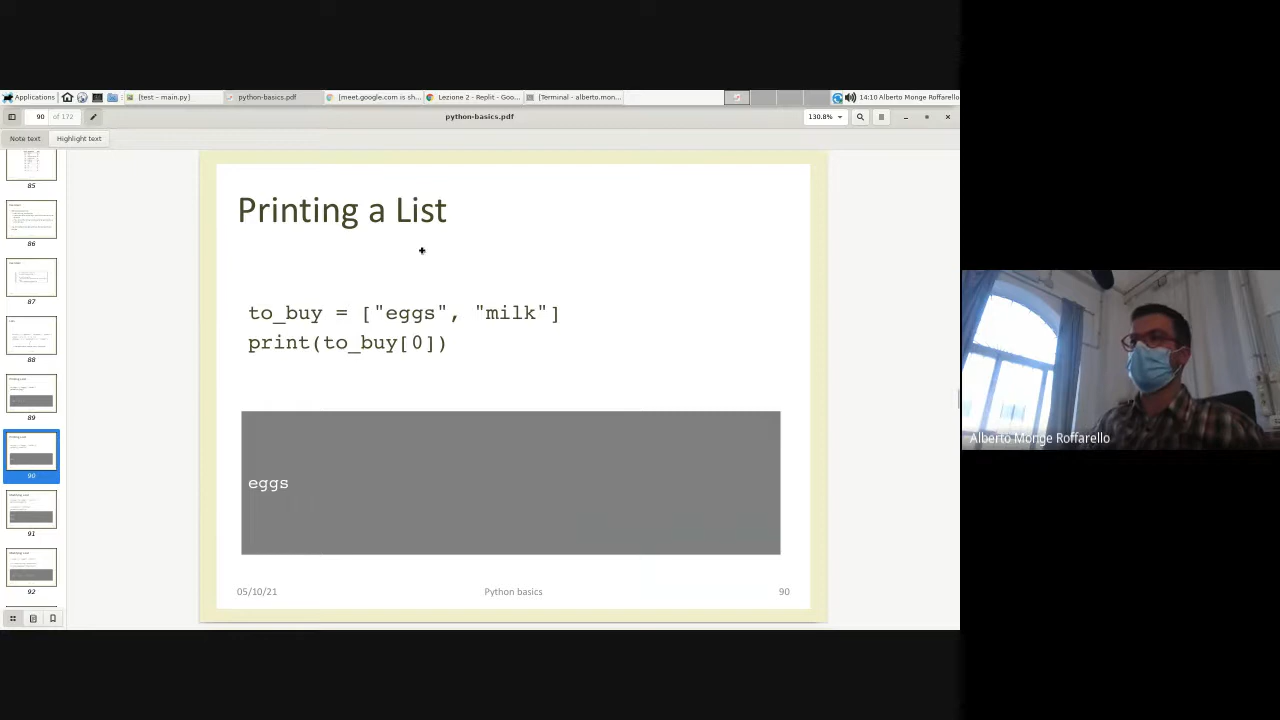 Applications [test – main.py] python-basics.pdf [meet.google.com is sh... Lezione 2 - Replit - Goo... [Terminal - alberto.mon... 14:10 Alberto Monge Roffarello
90 of 172 python-basics.pdf 130.8%
Note text Highlight text
85
86
87
88
89
90
91
92
Printing a List
to_buy = ["eggs", "milk"]
print(to_buy[0])
eggs
05/10/21 Python basics 90
Alberto Monge Roffarello